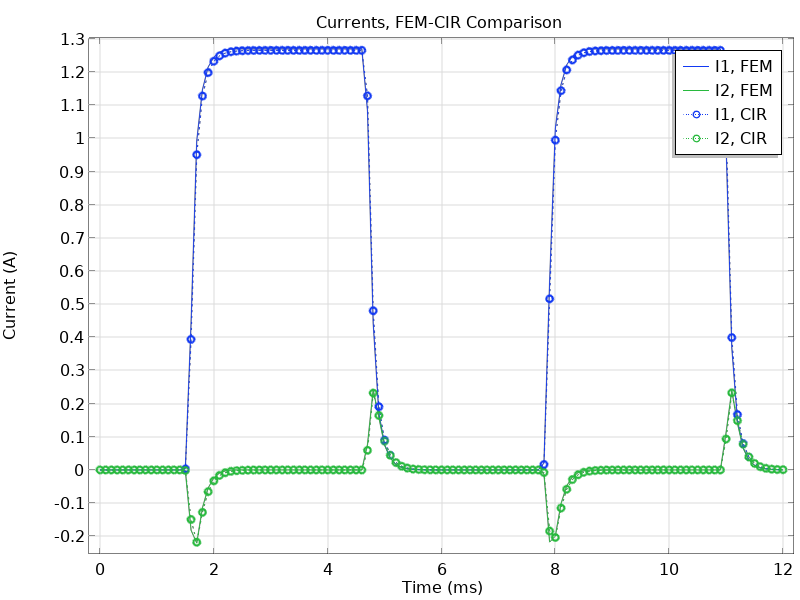 Currents, FEM-CIR Comparison
1.3
1.2
1.1
1
0.9
0.8
0.7
0.6
0.5
0.4
0.3
0.2
0.1
0
-0.1
-0.2
Current (A)
I1, FEM
I2, FEM
I1, CIR
I2, CIR
0 2 4 6 8 10 12
Time (ms)